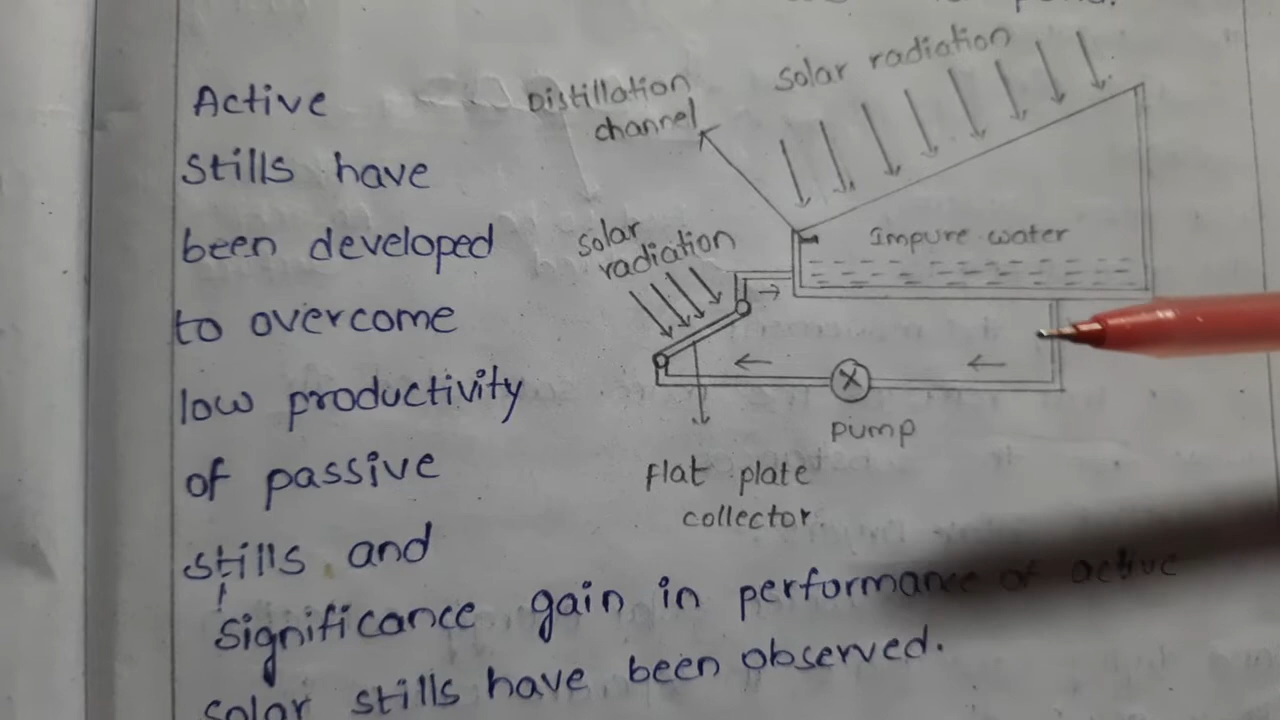 Active
stills have
been developed
to overcome
low productivity
of passive
stills and
significance gain in performance of active
solar stills have been observed.
Distillation
channel
solar radiation
solar
radiation
Impure water
pump
flat plate
collector.